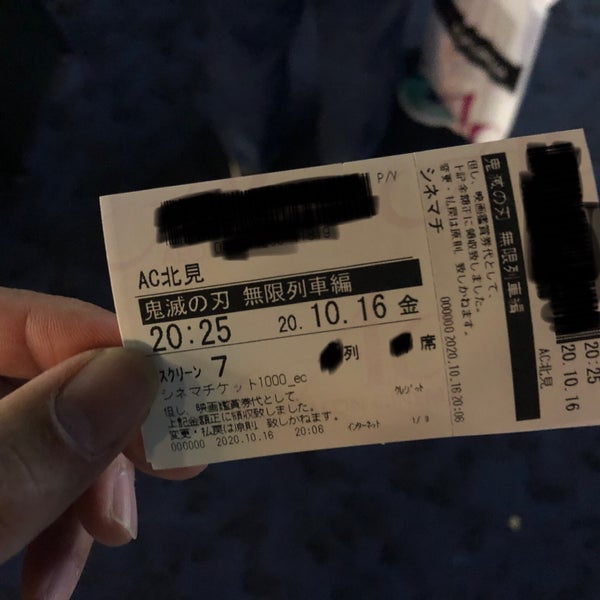 P/N
AC北見
鬼滅の刃 無限列車編
20:25 20.10.16 金
スクリーン 7 列 席
シネマチケット1000_ec
クレジット
但し、映画鑑賞券代として、
上記金額正に領収致しました。
変更・払戻は原則 致しかねます。
000000 2020.10.16 20:06 インターネット
鬼滅の刃 無限列車編
但し、映画鑑賞券代として、
上記金額正に領収致しました。
変更・払戻は原則 致しかねます。
シネマチ
000000 2020.10.16 20:06
20:25
20.10.16
AC北見